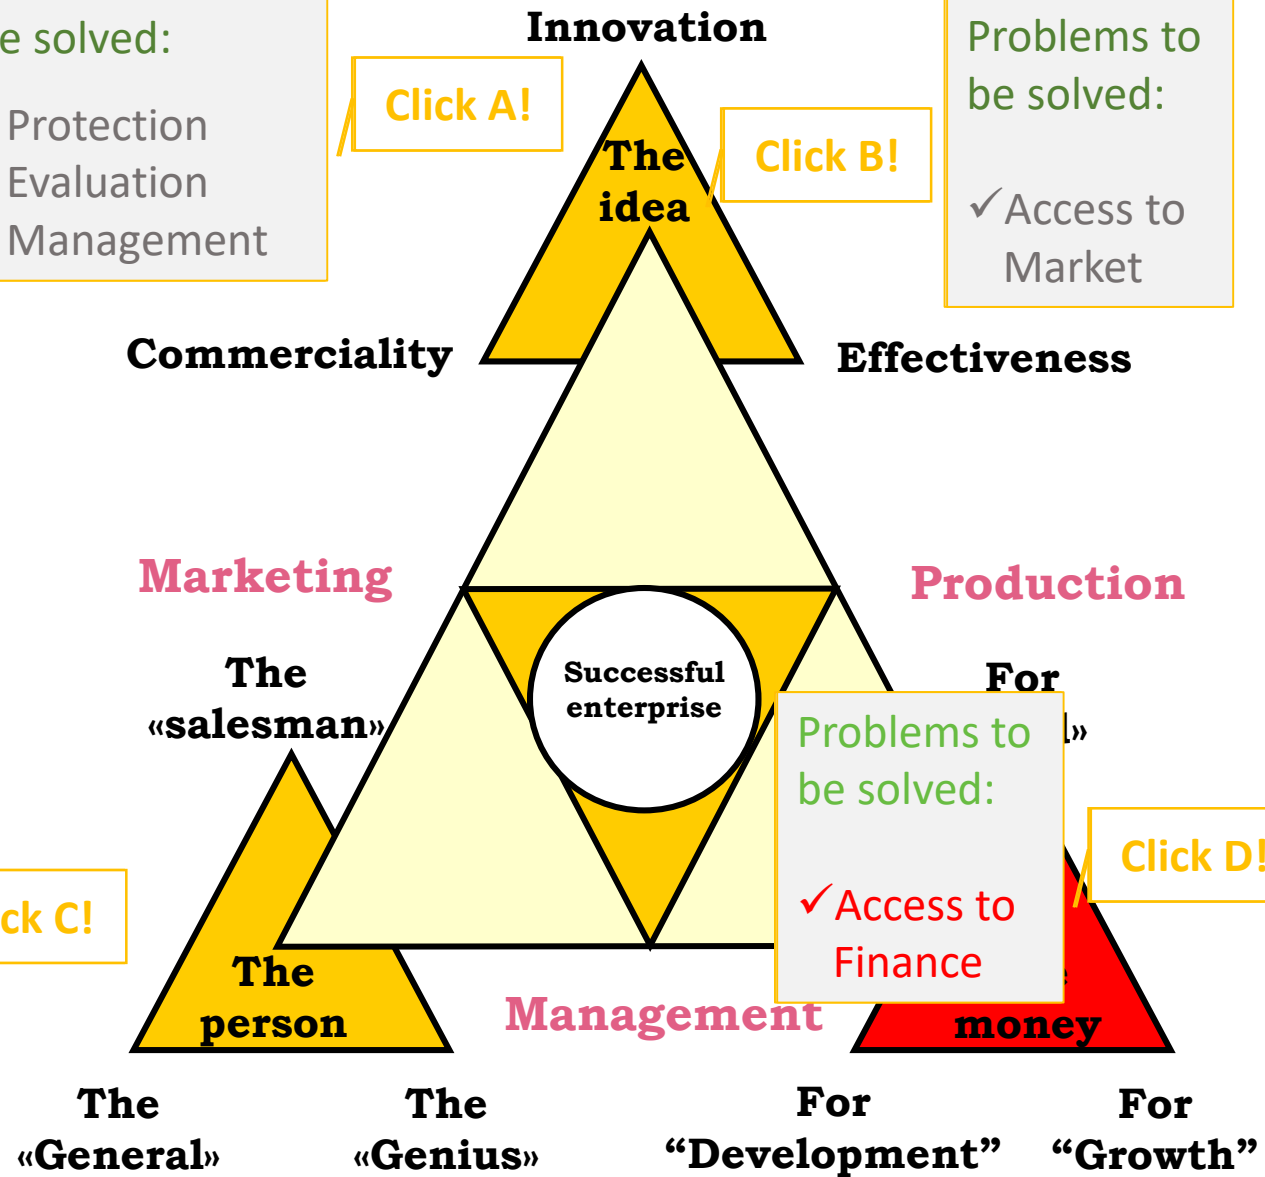 Innovation
e solved:
Protection
Evaluation
Management
Click A!
The
idea
Click B!
Problems to
be solved:
✓Access to
Market
Commerciality
Effectiveness
Marketing
Production
The
«salesman»
Successful
enterprise
For
Problems to
be solved:
✓Access to
Finance
Click D!
ck C!
The
person
Management
money
The
«General»
The
«Genius»
For
“Development”
For
“Growth”